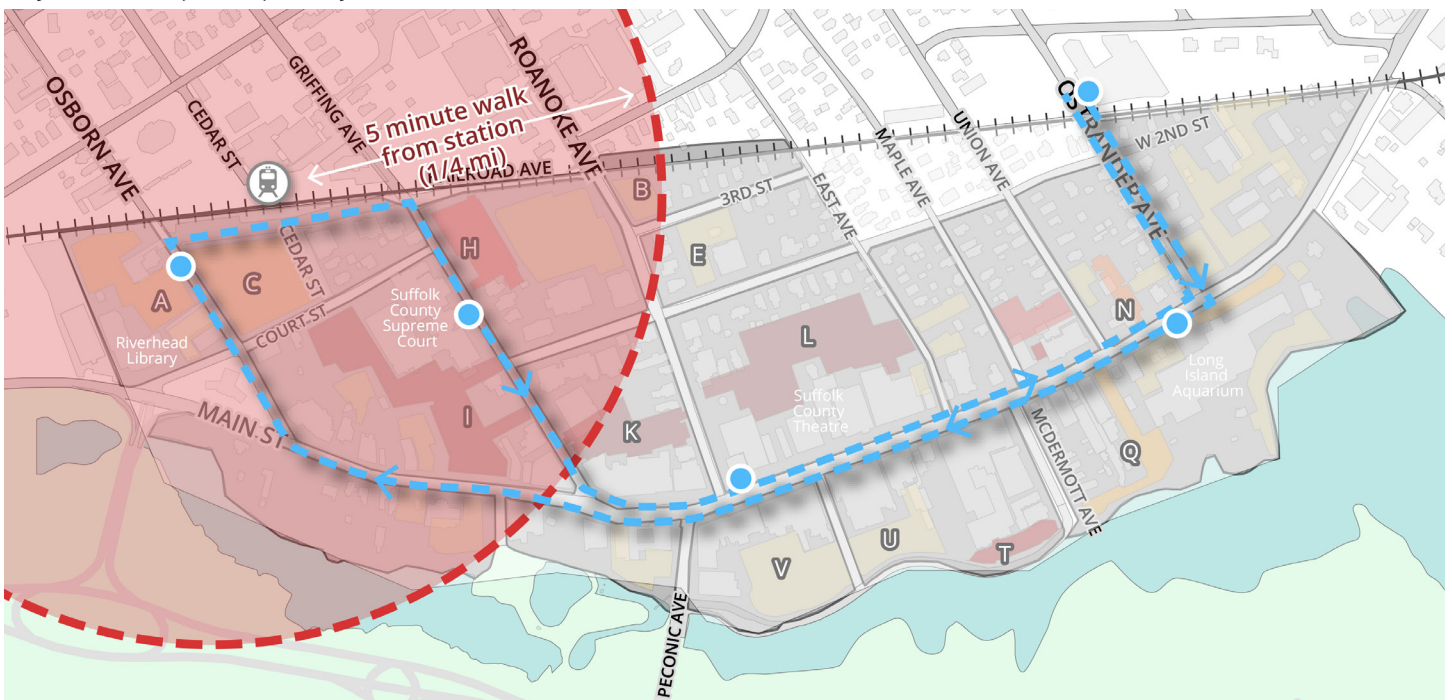 OSBORN AVE
CEDAR ST
GRIFFING AVE
ROANOKE AVE
5 minute walk
from station
(1/4 mi)
OSTRANDER AVE
W 2ND ST
UNION AVE
MAPLE AVE
EAST AVE
3RD ST
B
E
H
CEDAR ST
C
A
COURT ST
Riverhead
Library
Suffolk
County
Supreme
Court
MAIN ST
I
K
L
Suffolk
County
Theatre
N
Long
Island
Aquarium
MCDERMOTT AVE
Q
T
U
V
PECONIC AVE